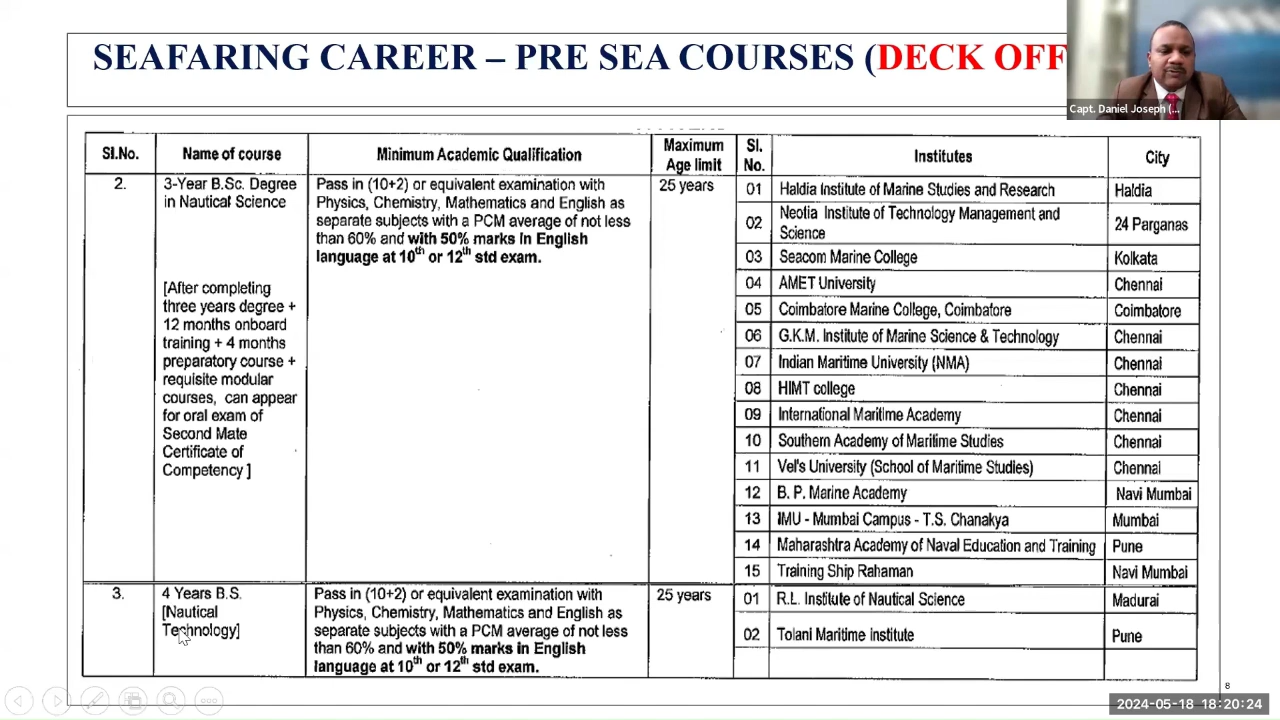 SEAFARING CAREER – PRE SEA COURSES (DECK OFF
Capt. Daniel Joseph (...
Sl.No.
Name of course
Minimum Academic Qualification
Maximum
Age limit
Sl.
No.
Institutes
City
2.
3-Year B.Sc. Degree
in Nautical Science
[After completing
three years degree +
12 months onboard
training + 4 months
preparatory course +
requisite modular
courses, can appear
for oral exam of
Second Mate
Certificate of
Competency ]
Pass in (10+2) or equivalent examination with
Physics, Chemistry, Mathematics and English as
separate subjects with a PCM average of not less
than 60% and with 50% marks in English
language at 10th or 12th std exam.
25 years
01 Haldia Institute of Marine Studies and Research Haldia
02 Neotia Institute of Technology Management and
Science 24 Parganas
03 Seacom Marine College Kolkata
04 AMET University Chennai
05 Coimbatore Marine College, Coimbatore Coimbatore
06 G.K.M. Institute of Marine Science & Technology Chennai
07 Indian Maritime University (NMA) Chennai
08 HIMT college Chennai
09 International Maritime Academy Chennai
10 Southern Academy of Maritime Studies Chennai
11 Vel's University (School of Maritime Studies) Chennai
12 B. P. Marine Academy Navi Mumbai
13 IMU - Mumbai Campus - T.S. Chanakya Mumbai
14 Maharashtra Academy of Naval Education and Training Pune
15 Training Ship Rahaman Navi Mumbai
3.
4 Years B.S.
[Nautical
Technology]
Pass in (10+2) or equivalent examination with
Physics, Chemistry, Mathematics and English as
separate subjects with a PCM average of not less
than 60% and with 50% marks in English
language at 10th or 12th std exam.
25 years
01 R.L. Institute of Nautical Science Madurai
02 Tolani Maritime Institute Pune
8
2024-05-18 18:20:24